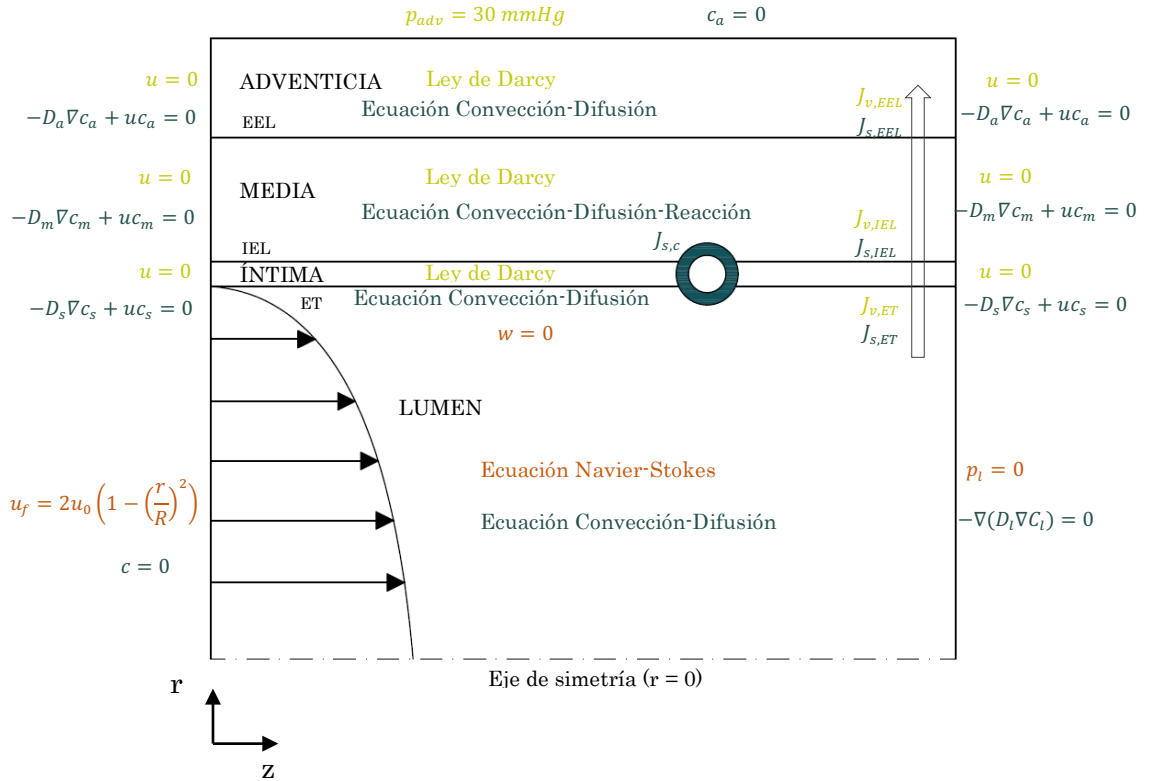 p_adv = 30 mmHg
c_a = 0
u = 0
ADVENTICIA
Ley de Darcy
u = 0
−D_a∇c_a + uc_a = 0
Ecuación Convección-Difusión
J_v,EEL
−D_a∇c_a + uc_a = 0
EEL
J_s,EEL
u = 0
MEDIA
Ley de Darcy
u = 0
−D_m∇c_m + uc_m = 0
Ecuación Convección-Difusión-Reacción
J_v,IEL
−D_m∇c_m + uc_m = 0
IEL
J_s,c
J_s,IEL
u = 0
ÍNTIMA
Ley de Darcy
u = 0
−D_s∇c_s + uc_s = 0
ET
Ecuación Convección-Difusión
J_v,ET
−D_s∇c_s + uc_s = 0
w = 0
J_s,ET
LUMEN
Ecuación Navier-Stokes
p_l = 0
u_f = 2u_0 (1 − (r/R)^2)
Ecuación Convección-Difusión
−∇(D_l∇C_l) = 0
c = 0
Eje de simetría (r = 0)
r
z